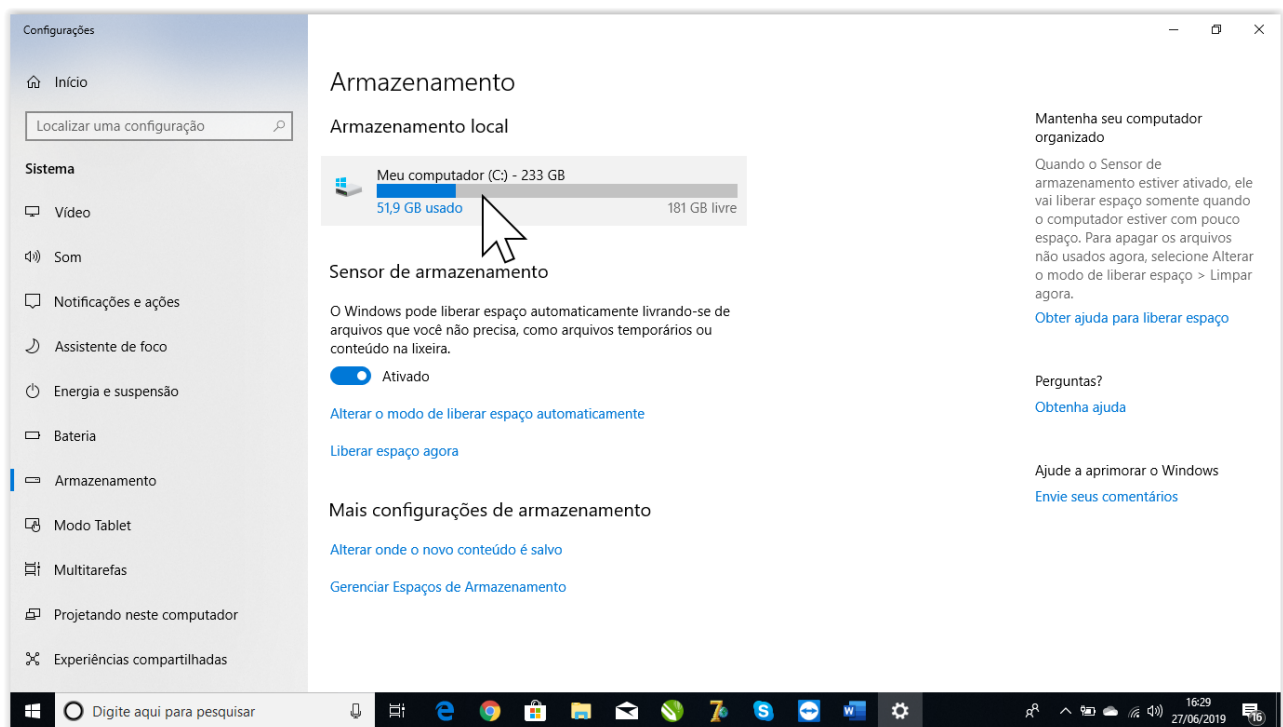 Configurações
Início
Localizar uma configuração
Sistema
Vídeo
Som
Notificações e ações
Assistente de foco
Energia e suspensão
Bateria
Armazenamento
Modo Tablet
Multitarefas
Projetando neste computador
Experiências compartilhadas
Armazenamento
Armazenamento local
Meu computador (C:) - 233 GB
51,9 GB usado 181 GB livre
Sensor de armazenamento
O Windows pode liberar espaço automaticamente livrando-se de
arquivos que você não precisa, como arquivos temporários ou
conteúdo na lixeira.
Ativado
Alterar o modo de liberar espaço automaticamente
Liberar espaço agora
Mais configurações de armazenamento
Alterar onde o novo conteúdo é salvo
Gerenciar Espaços de Armazenamento
Mantenha seu computador
organizado
Quando o Sensor de
armazenamento estiver ativado, ele
vai liberar espaço somente quando
o computador estiver com pouco
espaço. Para apagar os arquivos
não usados agora, selecione Alterar
o modo de liberar espaço > Limpar
agora.
Obter ajuda para liberar espaço
Perguntas?
Obtenha ajuda
Ajude a aprimorar o Windows
Envie seus comentários
Digite aqui para pesquisar
16:29
27/06/2019
16